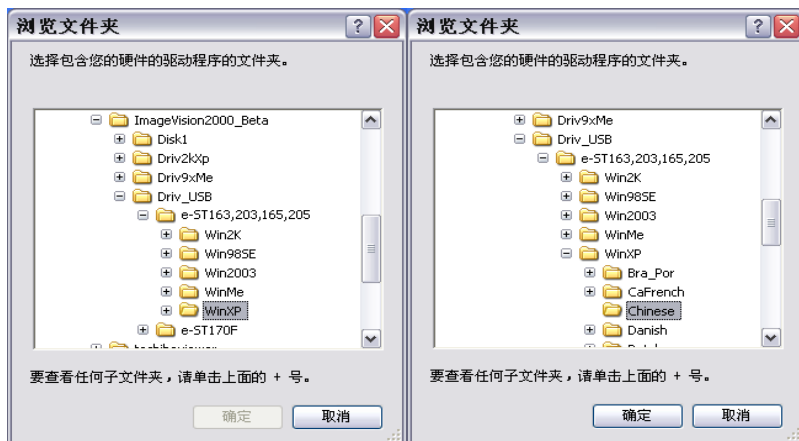 浏览文件夹
选择包含您的硬件的驱动程序的文件夹。
ImageVision2000_Beta
Disk1
Driv2kXp
Driv9xMe
Driv_USB
e-ST163,203,165,205
Win2K
Win98SE
Win2003
WinMe
WinXP
e-ST170F
要查看任何子文件夹，请单击上面的 + 号。
确定
取消
浏览文件夹
选择包含您的硬件的驱动程序的文件夹。
Driv9xMe
Driv_USB
e-ST163,203,165,205
Win2K
Win98SE
Win2003
WinMe
WinXP
Bra_Por
CaFrench
Chinese
Danish
要查看任何子文件夹，请单击上面的 + 号。
确定
取消